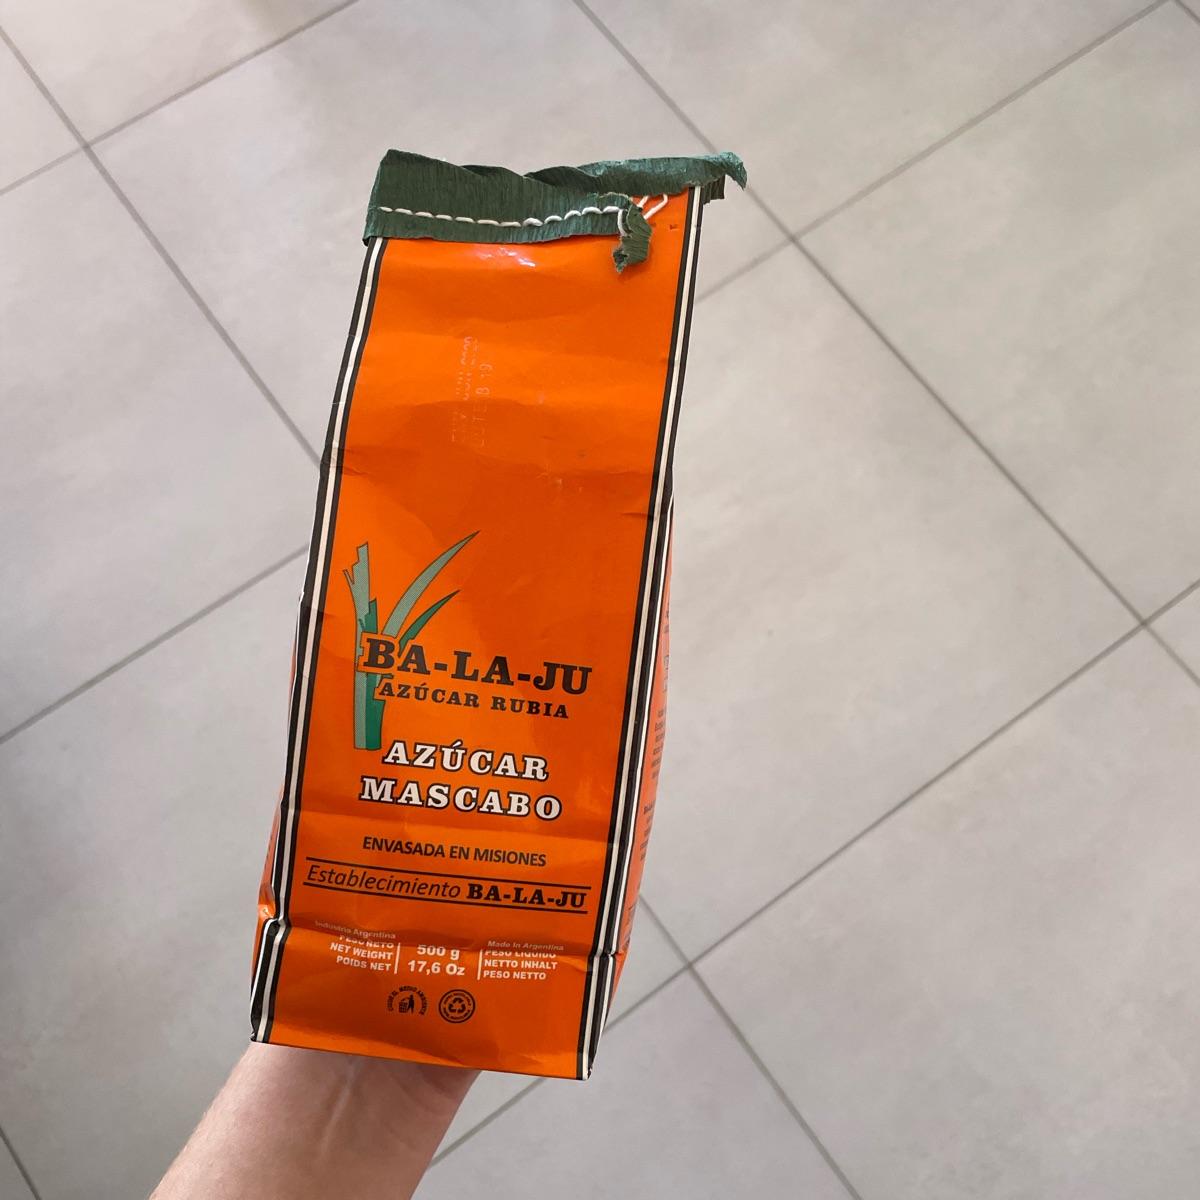 BA-LA-JU
AZÚCAR RUBIA
AZÚCAR
MASCABO
ENVASADA EN MISIONES
Establecimiento BA-LA-JU
Industria Argentina
PESO NETO
NET WEIGHT
POIDS NET
500 g
17,6 Oz
Made In Argentina
PESO LIQUIDO
NETTO INHALT
PESO NETTO